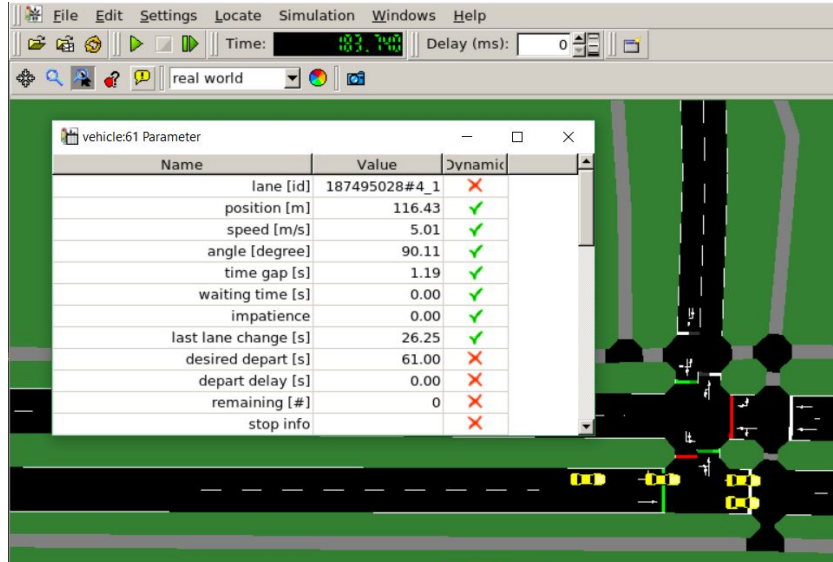 File Edit Settings Locate Simulation Windows Help
Time: 183.740 Delay (ms): 0
real world
vehicle:61 Parameter
Name Value Dynamic
lane [id] 187495028#4_1
position [m] 116.43
speed [m/s] 5.01
angle [degree] 90.11
time gap [s] 1.19
waiting time [s] 0.00
impatience 0.00
last lane change [s] 26.25
desired depart [s] 61.00
depart delay [s] 0.00
remaining [#] 0
stop info